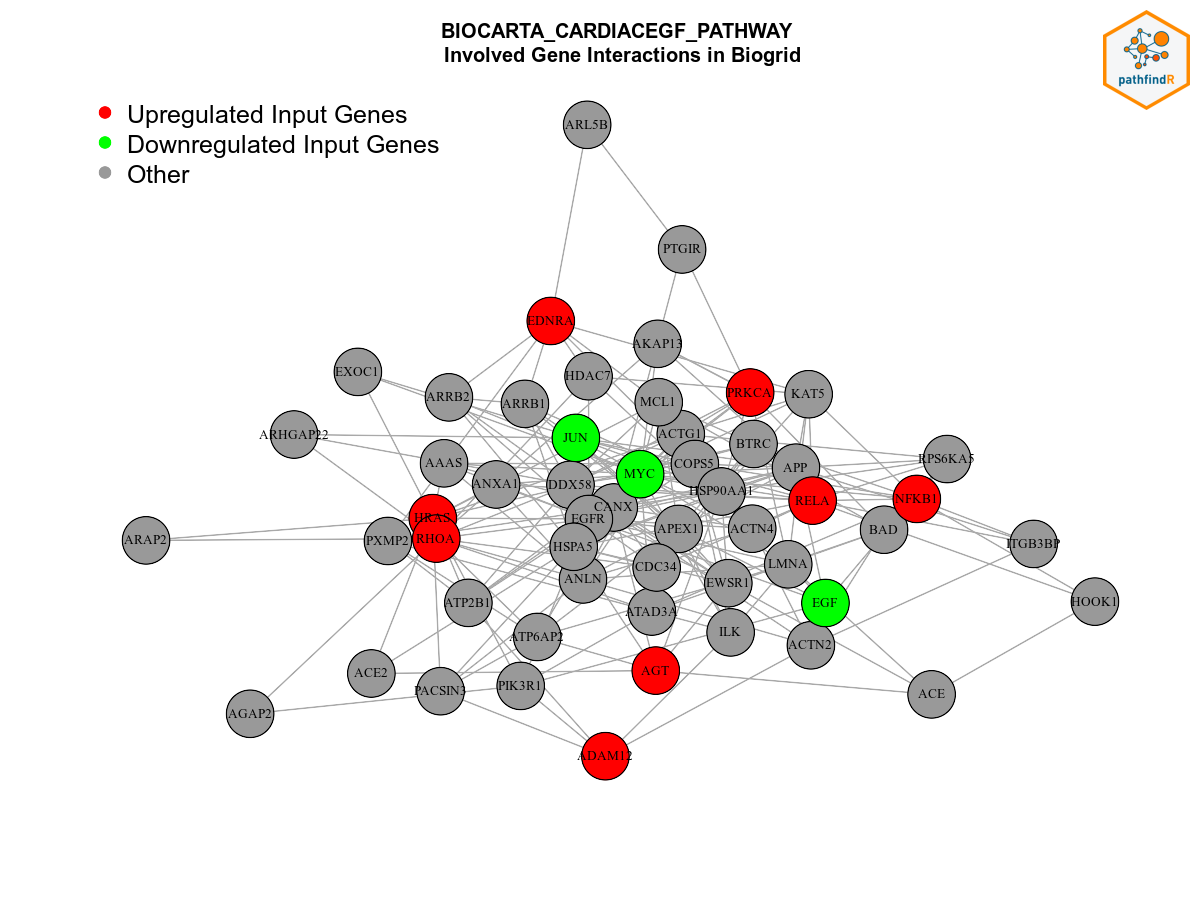 BIOCARTA_CARDIACEGF_PATHWAY
Involved Gene Interactions in Biogrid
pathfindR
Upregulated Input Genes
Downregulated Input Genes
Other
ARL5B
PTGIR
EDNRA
AKAP13
EXOC1
HDAC7
PRKCA
KAT5
ARRB2
ARRB1
MCL1
ARHGAP22
JUN
ACTG1
BTRC
AAAS
COPS5
RPS6KA5
APP
MYC
ANXA1
DDX58
HSP90AA1
RELA
NFKB1
CANX
HRAS
EGFR
APEX1
ACTN4
BAD
ARAP2
PXMP2
RHOA
HSPA5
ITGB3BP
CDC34
LMNA
ANLN
EWSR1
ATP2B1
EGF
HOOK1
ATAD3A
ATP6AP2
ILK
ACTN2
ACE2
AGT
PACSIN3
PIK3R1
ACE
AGAP2
ADAM12